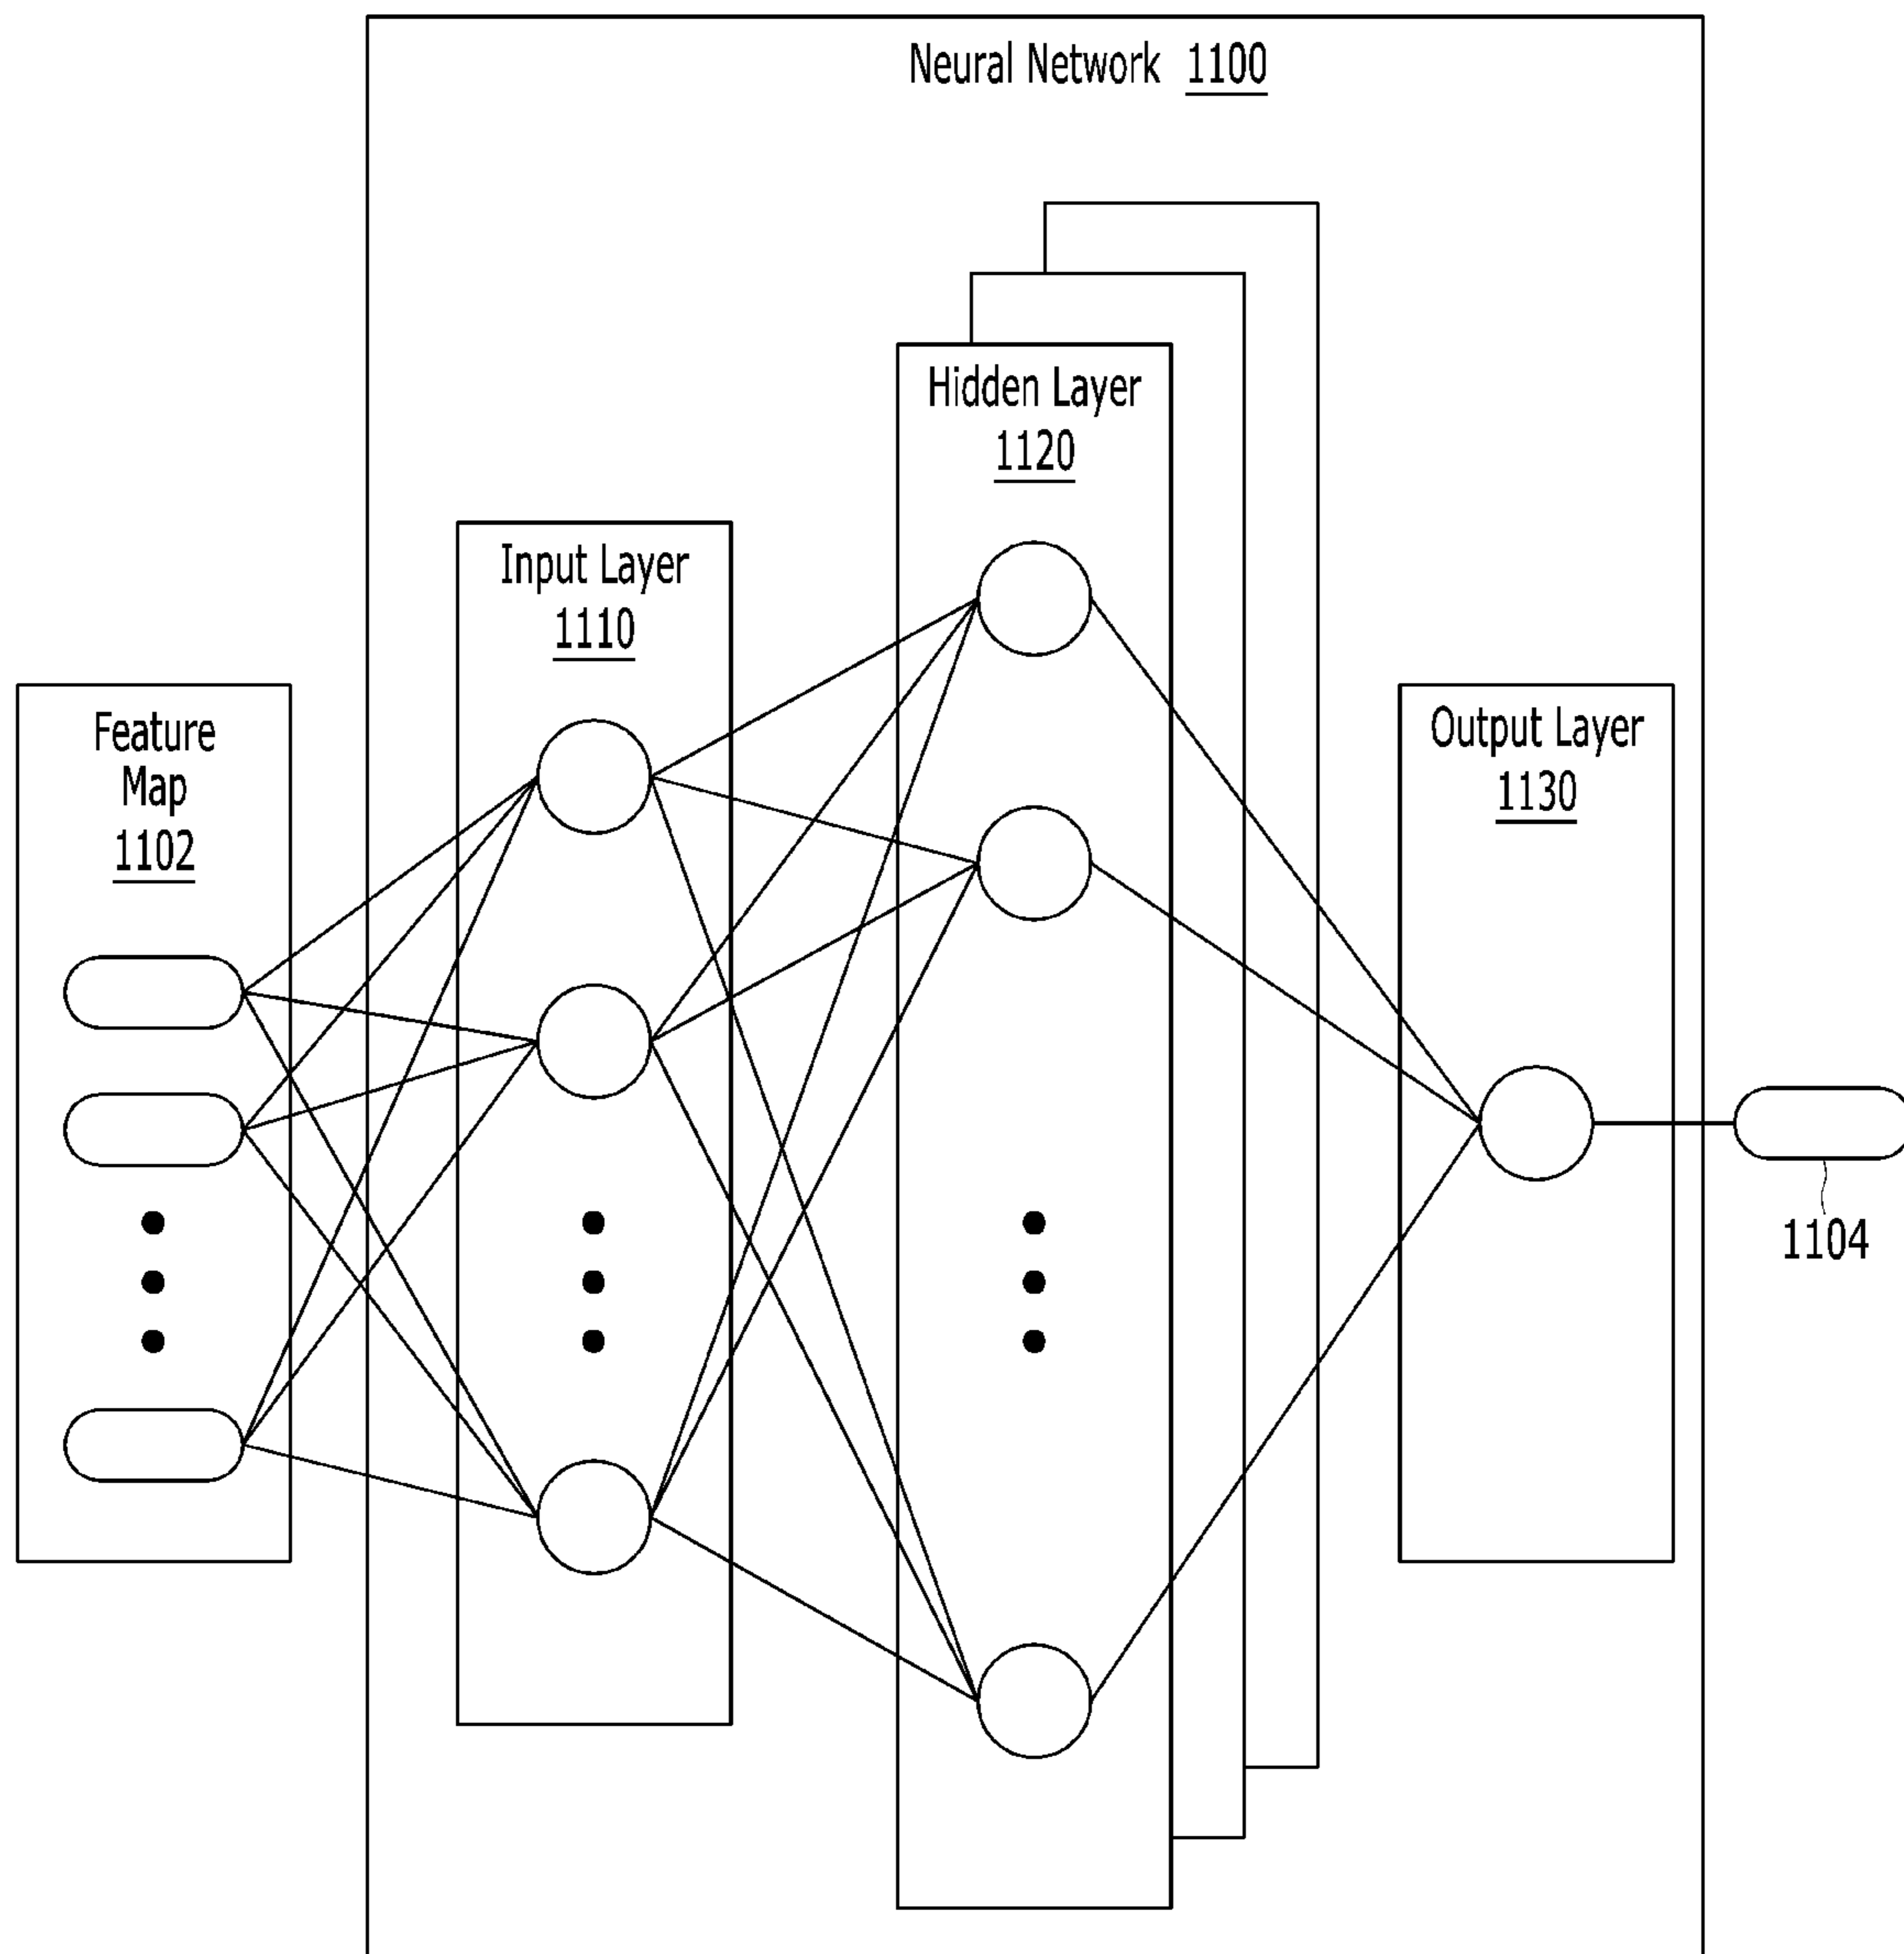 Neural Network 1100
Hidden Layer
1120
Input Layer
1110
Feature
Map
1102
Output Layer
1130
1104